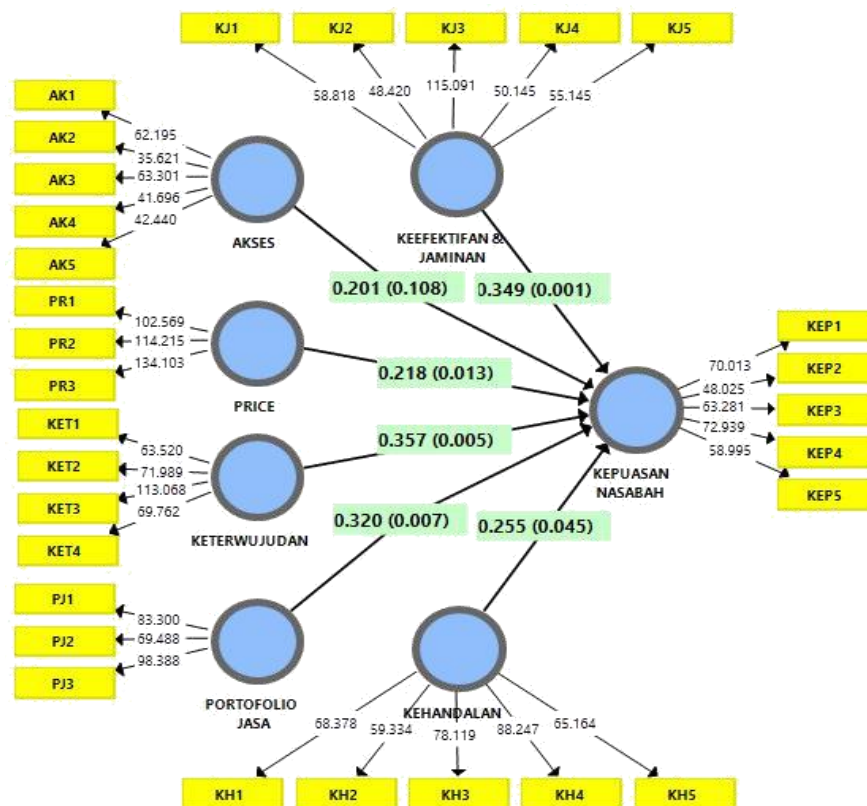 KJ1
KJ2
KJ3
KJ4
KJ5
58.818
48.420
115.091
50.145
55.145
KEEFEKTIFAN &
JAMINAN
0.349 (0.001)
AK1
AK2
AK3
AK4
AK5
62.195
35.621
63.301
41.696
42.440
AKSES
0.201 (0.108)
PR1
PR2
PR3
102.569
114.215
134.103
PRICE
0.218 (0.013)
KET1
KET2
KET3
KET4
63.520
71.989
113.068
69.762
KETERWUJUDAN
0.357 (0.005)
PJ1
PJ2
PJ3
83.300
69.488
98.388
PORTOFOLIO
JASA
0.320 (0.007)
KEHANDALAN
0.255 (0.045)
68.378
59.334
78.119
88.247
65.164
KH1
KH2
KH3
KH4
KH5
KEPUASAN
NASABAH
70.013
48.025
63.281
72.939
58.995
KEP1
KEP2
KEP3
KEP4
KEP5